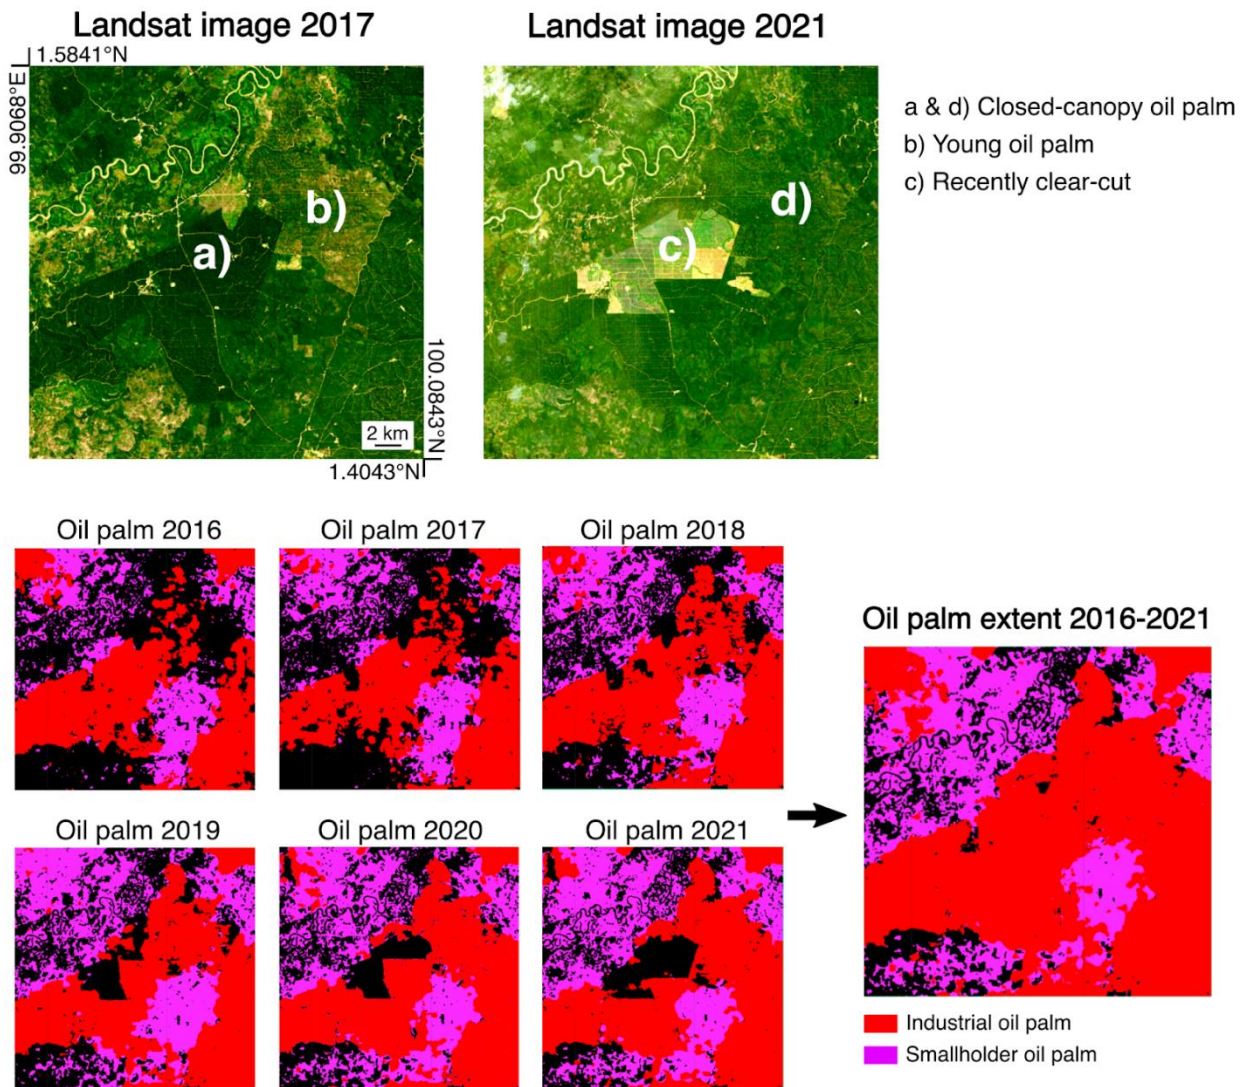 Landsat image 2017
Landsat image 2021
1.5841°N
99.9068°E
a)
b)
c)
d)
2 km
100.0843°N
1.4043°N
a & d) Closed-canopy oil palm
b) Young oil palm
c) Recently clear-cut
Oil palm 2016
Oil palm 2017
Oil palm 2018
Oil palm 2019
Oil palm 2020
Oil palm 2021
Oil palm extent 2016-2021
Industrial oil palm
Smallholder oil palm